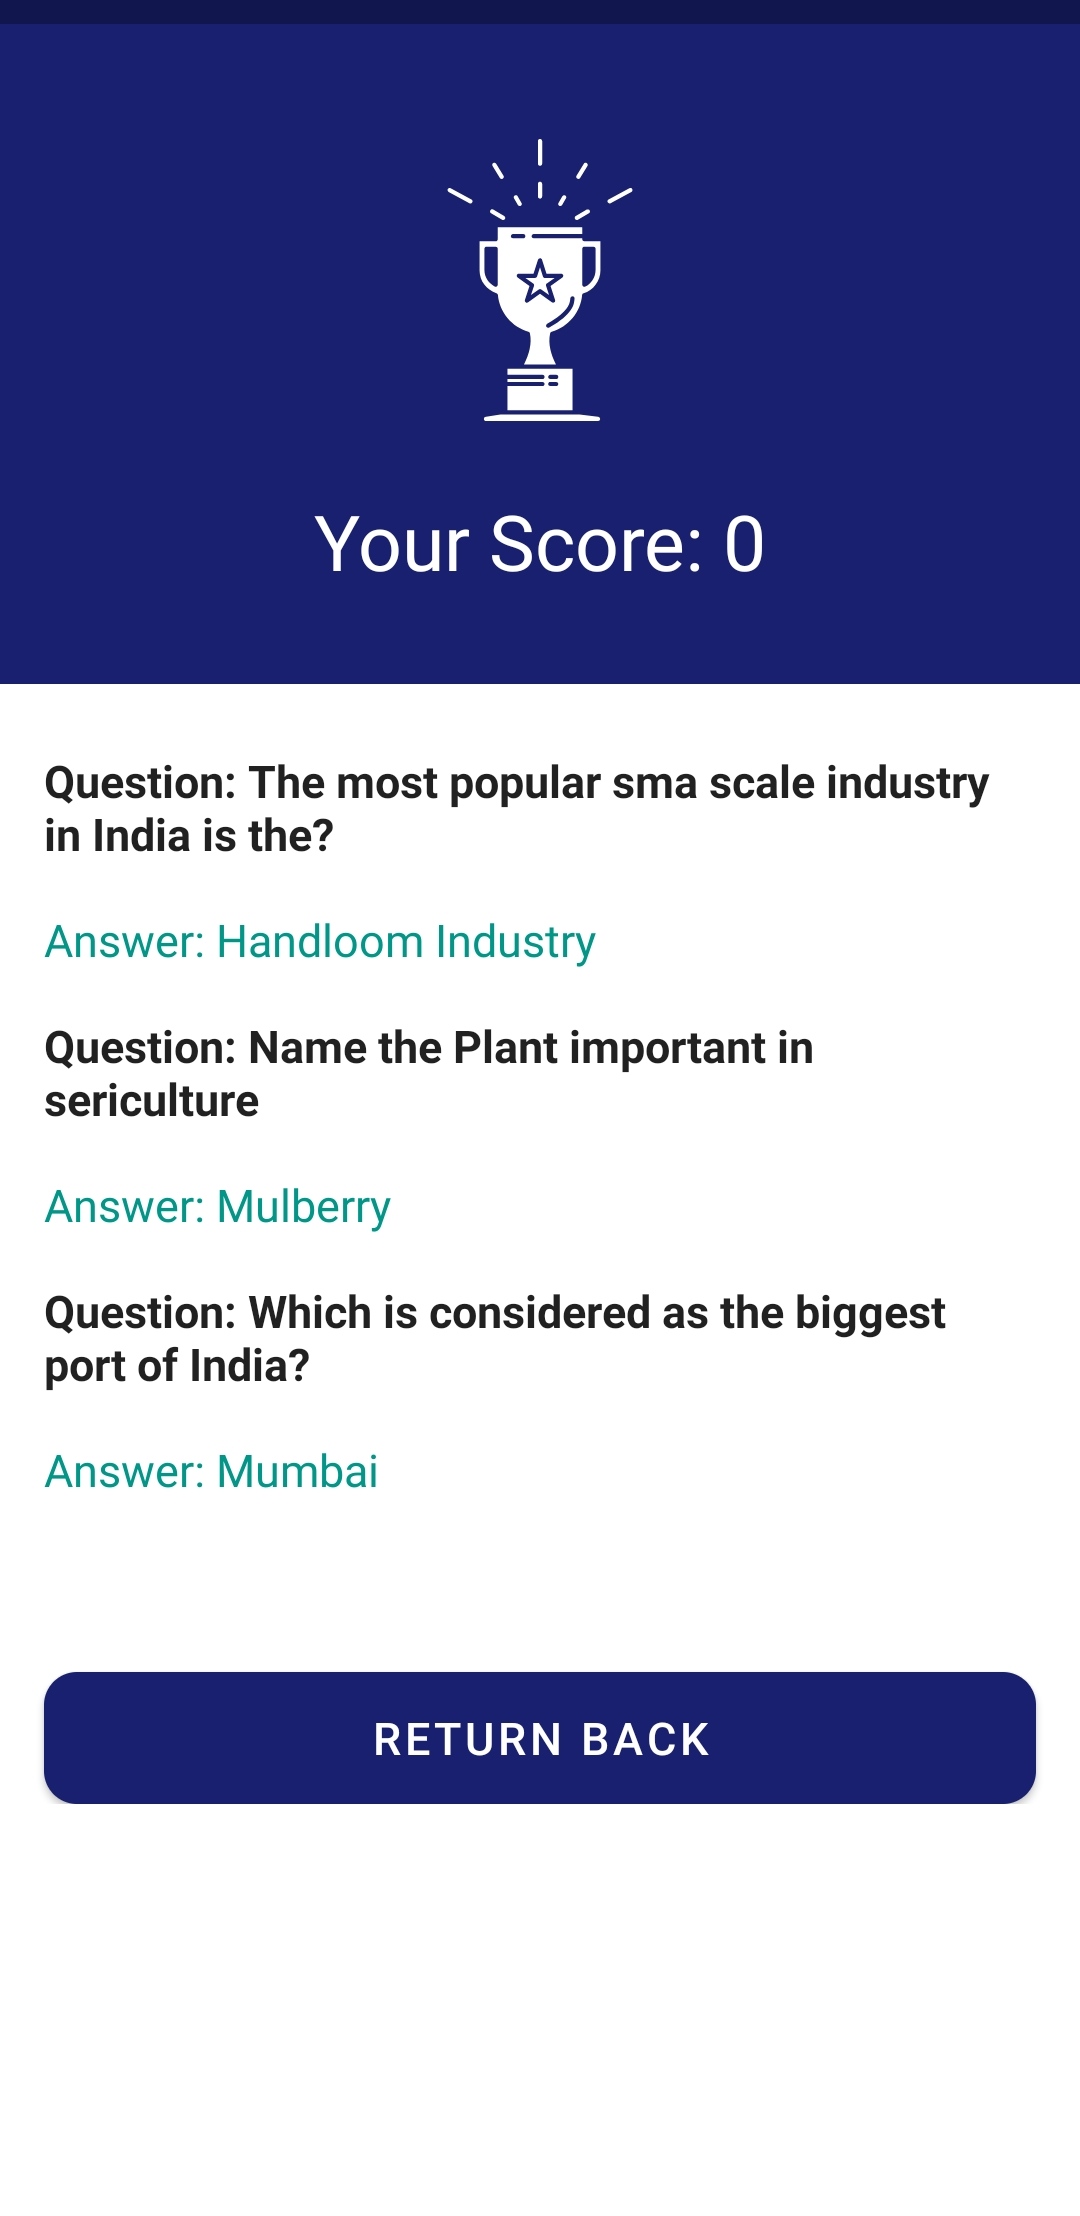 Your Score: 0
Question: The most popular sma scale industry
in India is the?
Answer: Handloom Industry
Question: Name the Plant important in
sericulture
Answer: Mulberry
Question: Which is considered as the biggest
port of India?
Answer: Mumbai
RETURN BACK